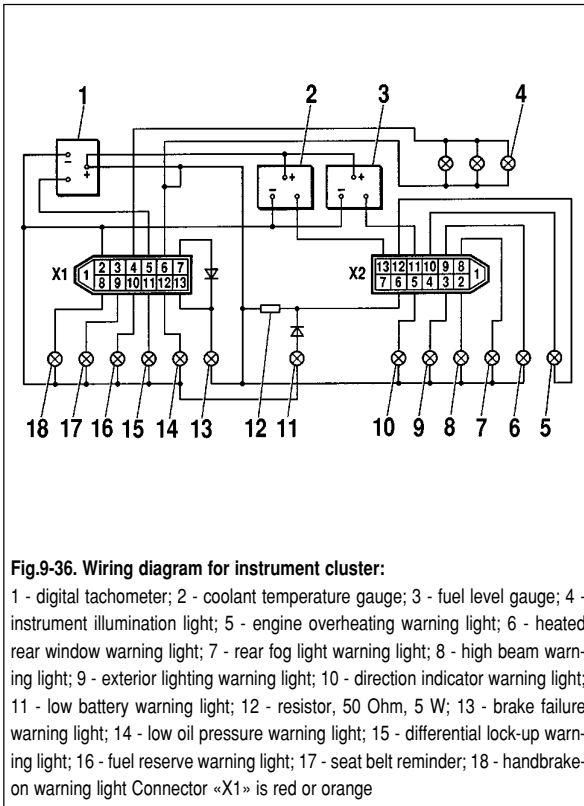 1
2
3
4
X1
1
2 3 4 5 6 7
8 9 10 11 12 13
X2
13 12 11 10 9 8
7 6 5 4 3 2
1
18 17 16 15 14 13 12 11 10 9 8 7 6 5
Fig.9-36. Wiring diagram for instrument cluster:
1 - digital tachometer; 2 - coolant temperature gauge; 3 - fuel level gauge; 4 -
instrument illumination light; 5 - engine overheating warning light; 6 - heated
rear window warning light; 7 - rear fog light warning light; 8 - high beam warn-
ing light; 9 - exterior lighting warning light; 10 - direction indicator warning light;
11 - low battery warning light; 12 - resistor, 50 Ohm, 5 W; 13 - brake failure
warning light; 14 - low oil pressure warning light; 15 - differential lock-up warn-
ing light; 16 - fuel reserve warning light; 17 - seat belt reminder; 18 - handbrake-
on warning light Connector «X1» is red or orange